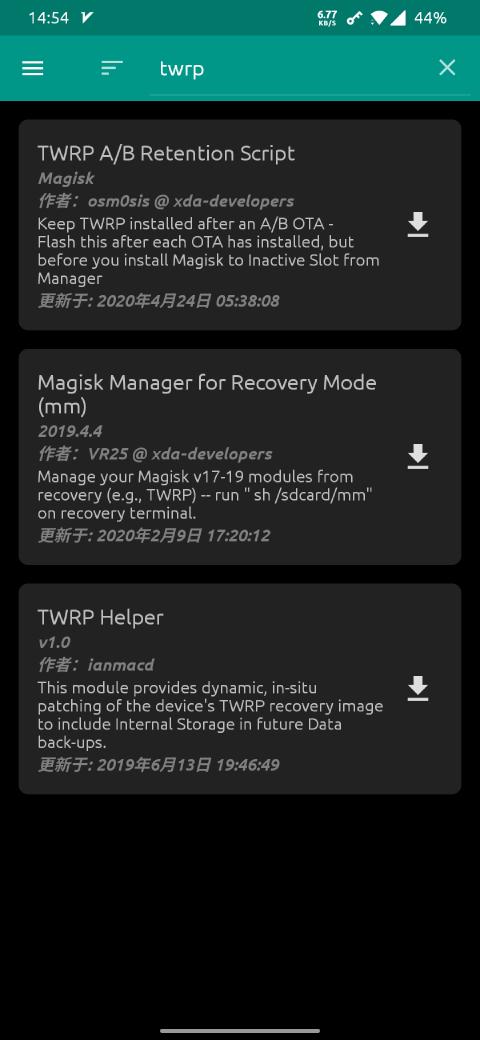 14:54 6.77 KB/S 44%
twrp
TWRP A/B Retention Script
Magisk
作者：osm0sis @ xda-developers
Keep TWRP installed after an A/B OTA -
Flash this after each OTA has installed, but
before you install Magisk to Inactive Slot from
Manager
更新于: 2020年4月24日 05:38:08
Magisk Manager for Recovery Mode
(mm)
2019.4.4
作者：VR25 @ xda-developers
Manage your Magisk v17-19 modules from
recovery (e.g., TWRP) -- run " sh /sdcard/mm"
on recovery terminal.
更新于: 2020年2月9日 17:20:12
TWRP Helper
v1.0
作者：ianmacd
This module provides dynamic, in-situ
patching of the device's TWRP recovery image
to include Internal Storage in future Data
back-ups.
更新于: 2019年6月13日 19:46:49